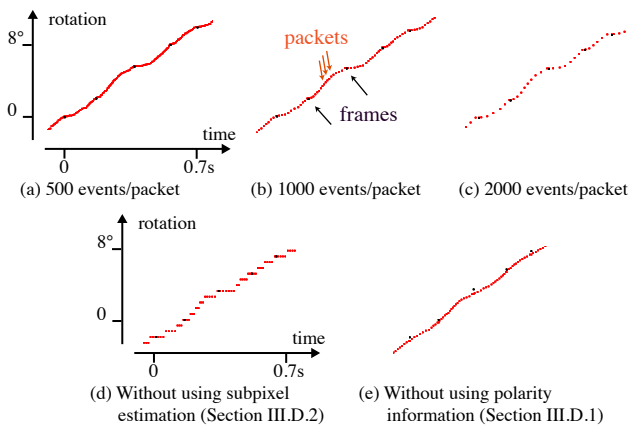 rotation
8°
0
time
0
0.7s
(a) 500 events/packet
packets
frames
(b) 1000 events/packet
(c) 2000 events/packet
rotation
8°
0
time
0
0.7s
(d) Without using subpixel
estimation (Section III.D.2)
(e) Without using polarity
information (Section III.D.1)